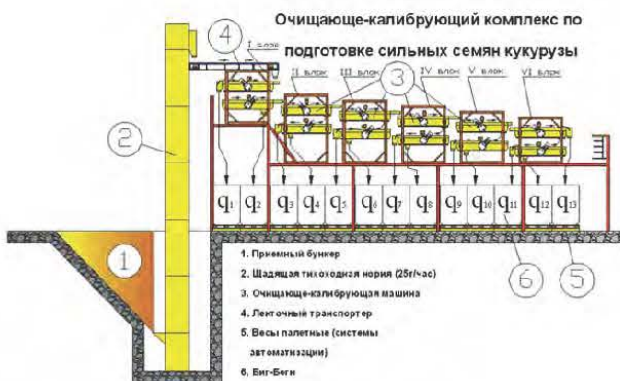 Очищающе-калибрующий комплекс по
подготовке сильных семян кукурузы
4
I блок
II блок
III блок
3
IV блок
V блок
VI блок
2
q1 q2 q3 q4 q5 q6 q7 q8 q9 q10 q11 q12 q13
1
6
5
1. Приемный бункер
2. Щадящая тихоходная нория (25г/час)
3. Очищающе-калибрующая машина
4. Ленточный транспортер
5. Весы палетные (системы
автоматизации)
6. Биг-Беги